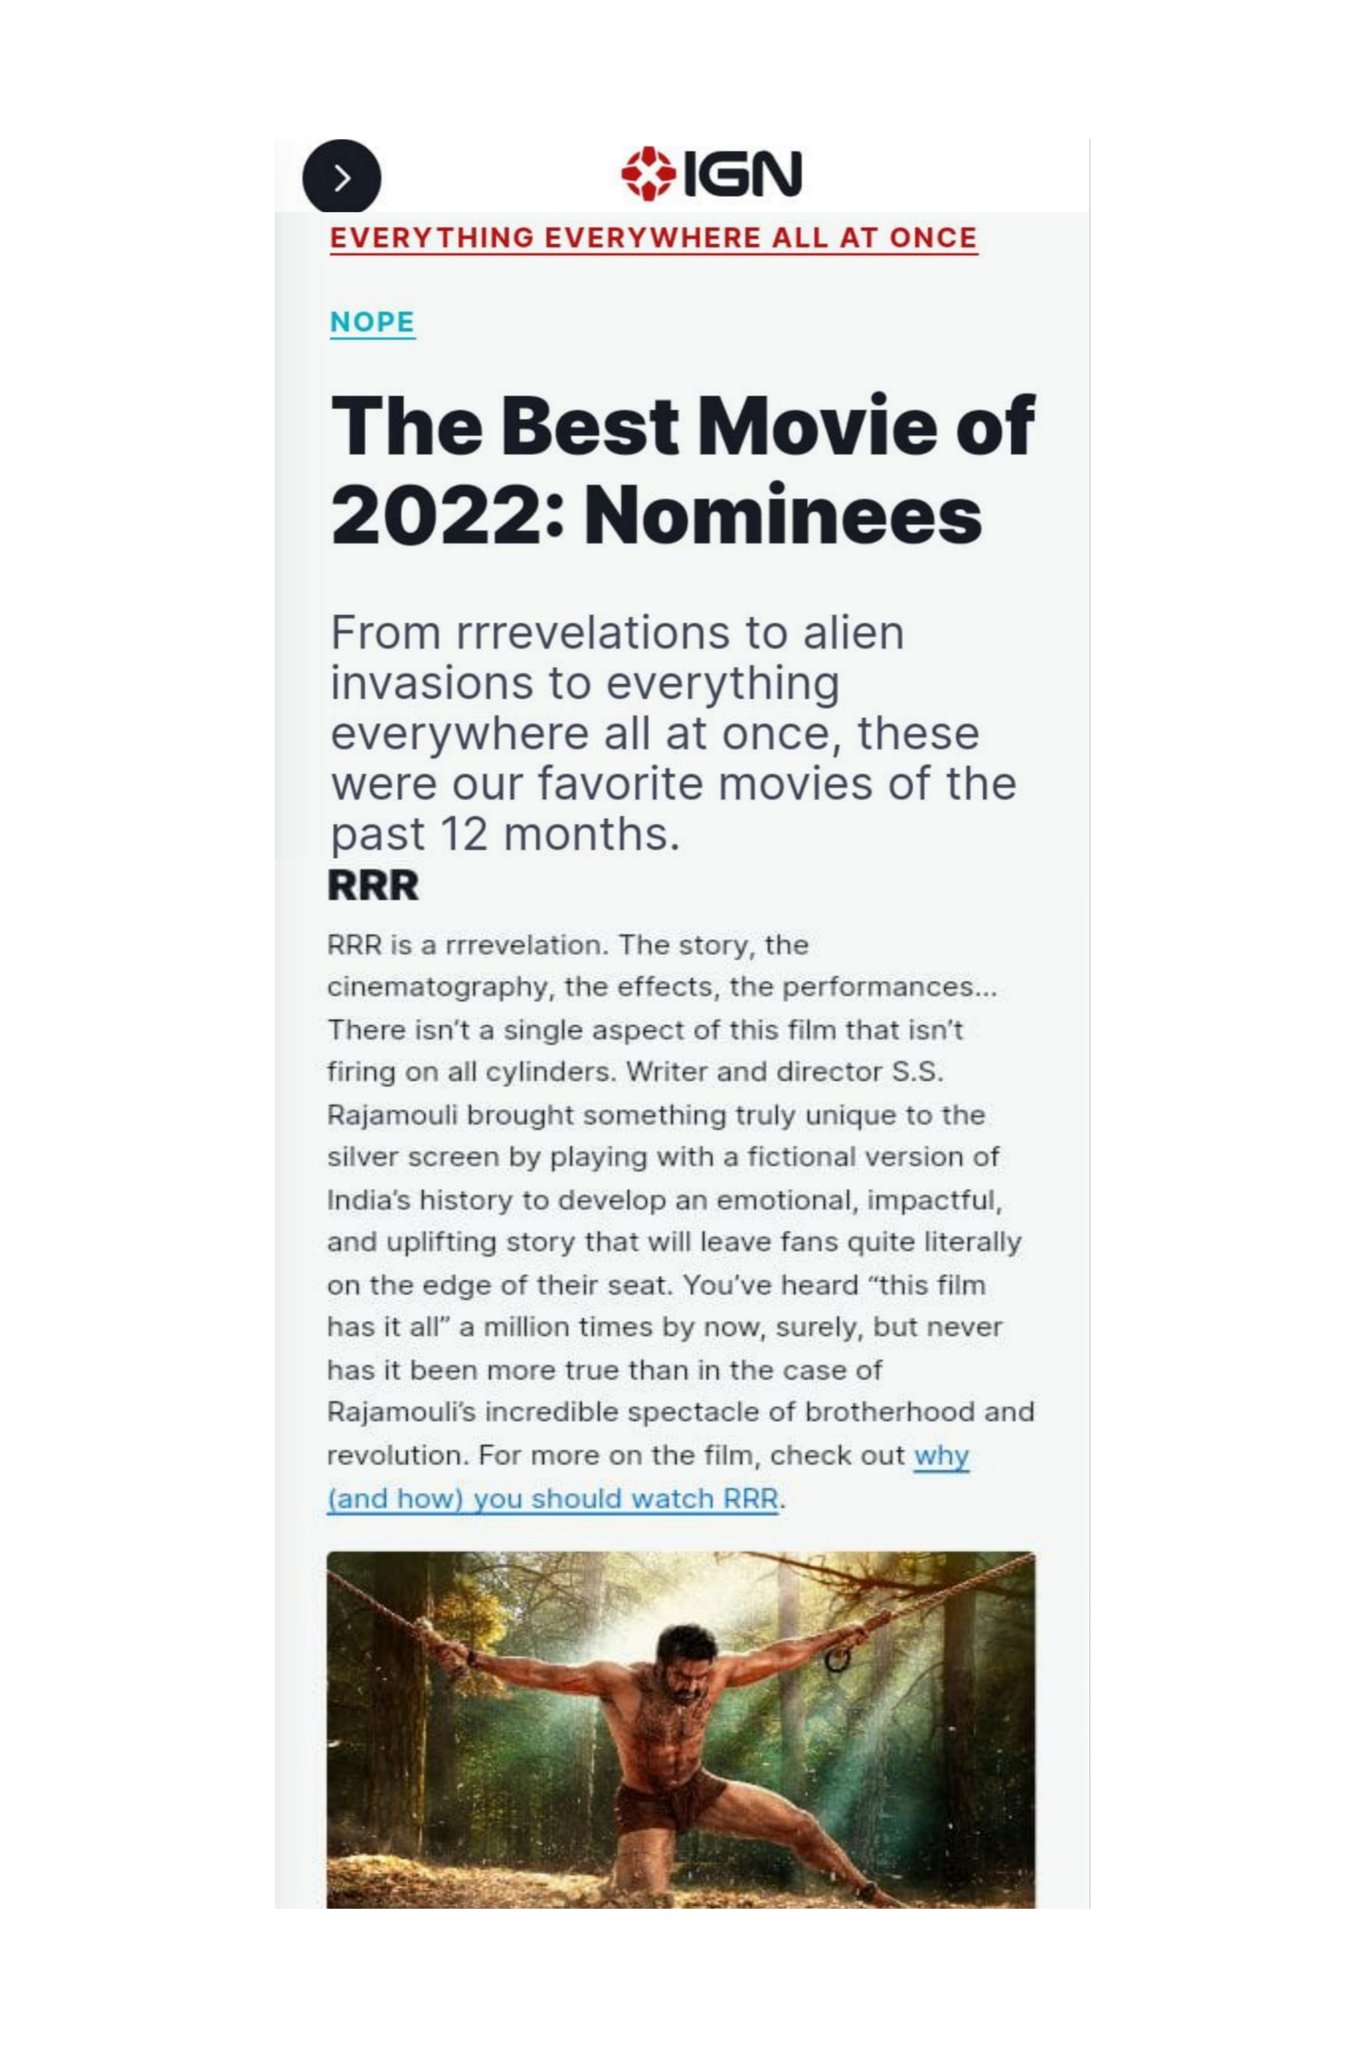 IGN
EVERYTHING EVERYWHERE ALL AT ONCE
NOPE
The Best Movie of
2022: Nominees
From rrrevelations to alien
invasions to everything
everywhere all at once, these
were our favorite movies of the
past 12 months.
RRR
RRR is a rrrevelation. The story, the
cinematography, the effects, the performances...
There isn’t a single aspect of this film that isn’t
firing on all cylinders. Writer and director S.S.
Rajamouli brought something truly unique to the
silver screen by playing with a fictional version of
India’s history to develop an emotional, impactful,
and uplifting story that will leave fans quite literally
on the edge of their seat. You’ve heard “this film
has it all” a million times by now, surely, but never
has it been more true than in the case of
Rajamouli’s incredible spectacle of brotherhood and
revolution. For more on the film, check out why
(and how) you should watch RRR.